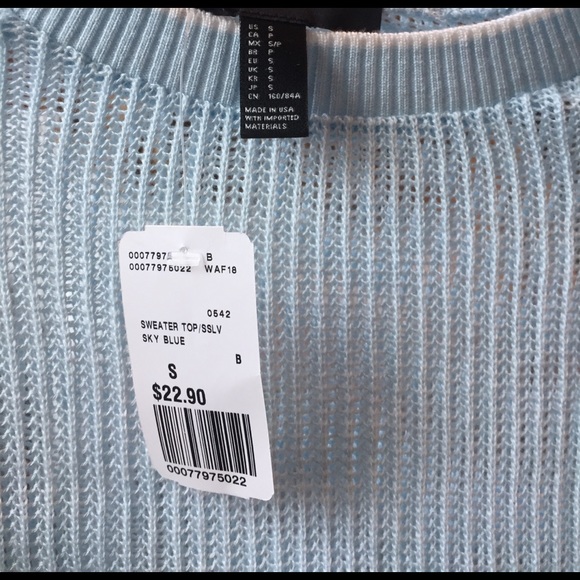 US S
CA P
MX S/P
BR P
EU S
UK S
KR S
JP S
CN 160/84A
MADE IN USA
WITH IMPORTED
MATERIALS
0007797 B
00077975022 WAF18
0542
SWEATER TOP/SSLV
SKY BLUE
B
S
$22.90
00077975022